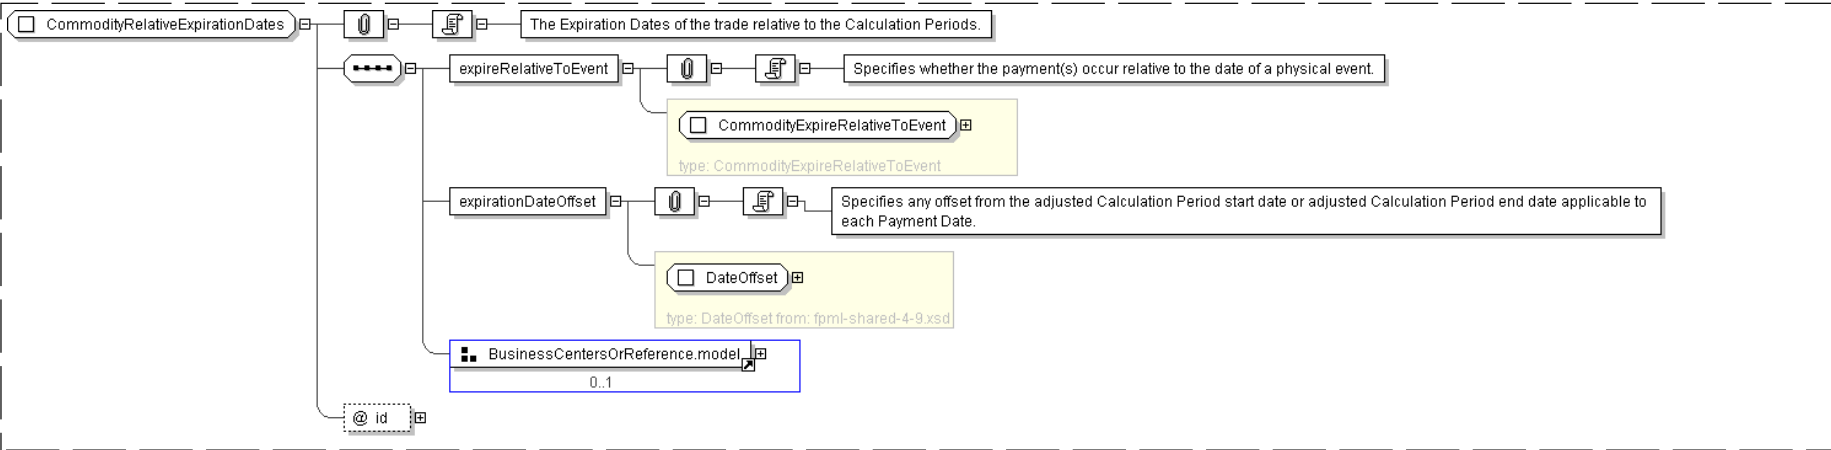 CommodityRelativeExpirationDates
The Expiration Dates of the trade relative to the Calculation Periods.
expireRelativeToEvent
Specifies whether the payment(s) occur relative to the date of a physical event.
CommodityExpireRelativeToEvent
type: CommodityExpireRelativeToEvent
expirationDateOffset
Specifies any offset from the adjusted Calculation Period start date or adjusted Calculation Period end date applicable to
each Payment Date.
DateOffset
type: DateOffset from: fpml-shared-4-9.xsd
BusinessCentersOrReference.model
0..1
@ id